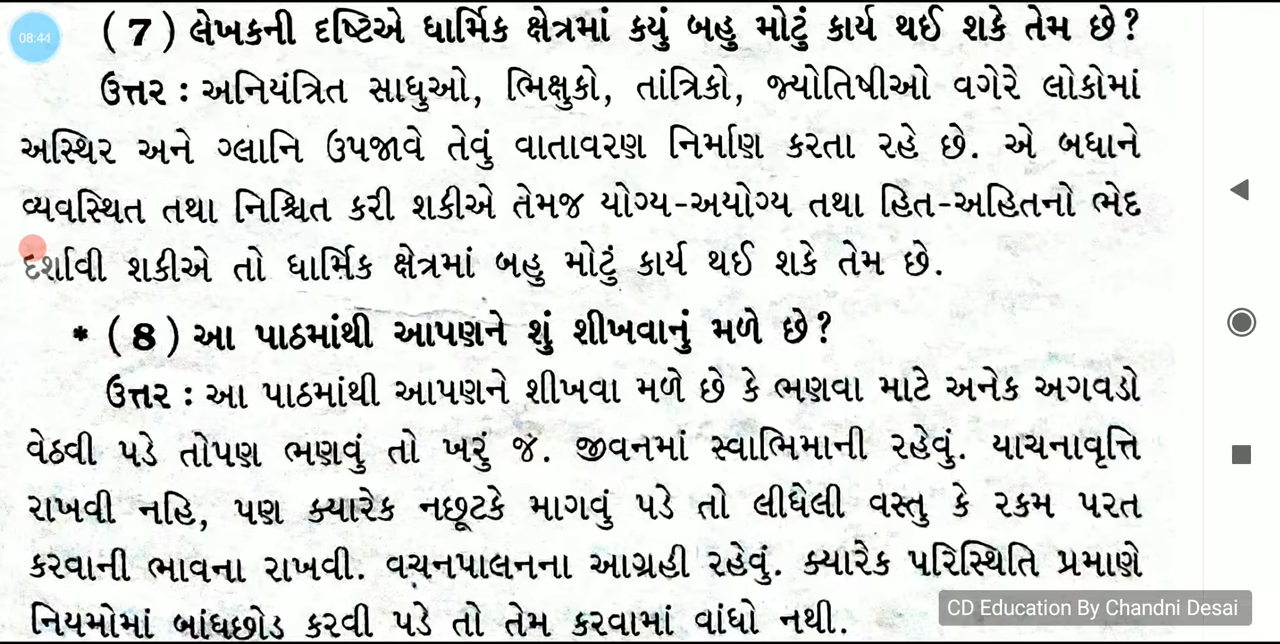 08:44
(7) લેખકની દૃષ્ટિએ ધાર્મિક ક્ષેત્રમાં કયું બહુ મોટું કાર્ય થઈ શકે તેમ છે?
ઉત્તર : અનિયંત્રિત સાધુઓ, ભિક્ષુકો, તાંત્રિકો, જ્યોતિષીઓ વગેરે લોકોમાં
અસ્થિર અને ગ્લાનિ ઉપજાવે તેવું વાતાવરણ નિર્માણ કરતા રહે છે. એ બધાને
વ્યવસ્થિત તથા નિશ્ચિત કરી શકીએ તેમજ યોગ્ય-અયોગ્ય તથા હિત-અહિતનો ભેદ
દર્શાવી શકીએ તો ધાર્મિક ક્ષેત્રમાં બહુ મોટું કાર્ય થઈ શકે તેમ છે.
* (8) આ પાઠમાંથી આપણને શું શીખવાનું મળે છે?
ઉત્તર : આ પાઠમાંથી આપણને શીખવા મળે છે કે ભણવા માટે અનેક અગવડો
વેઠવી પડે તોપણ ભણવું તો ખરું જ. જીવનમાં સ્વાભિમાની રહેવું. યાચનાવૃત્તિ
રાખવી નહિ, પણ ક્યારેક નછૂટકે માગવું પડે તો લીધેલી વસ્તુ કે રકમ પરત
કરવાની ભાવના રાખવી. વચનપાલનના આગ્રહી રહેવું. ક્યારેક પરિસ્થિતિ પ્રમાણે
નિયમોમાં બાંધછોડ કરવી પડે તો તેમ કરવામાં વાંધો નથી.
CD Education By Chandni Desai